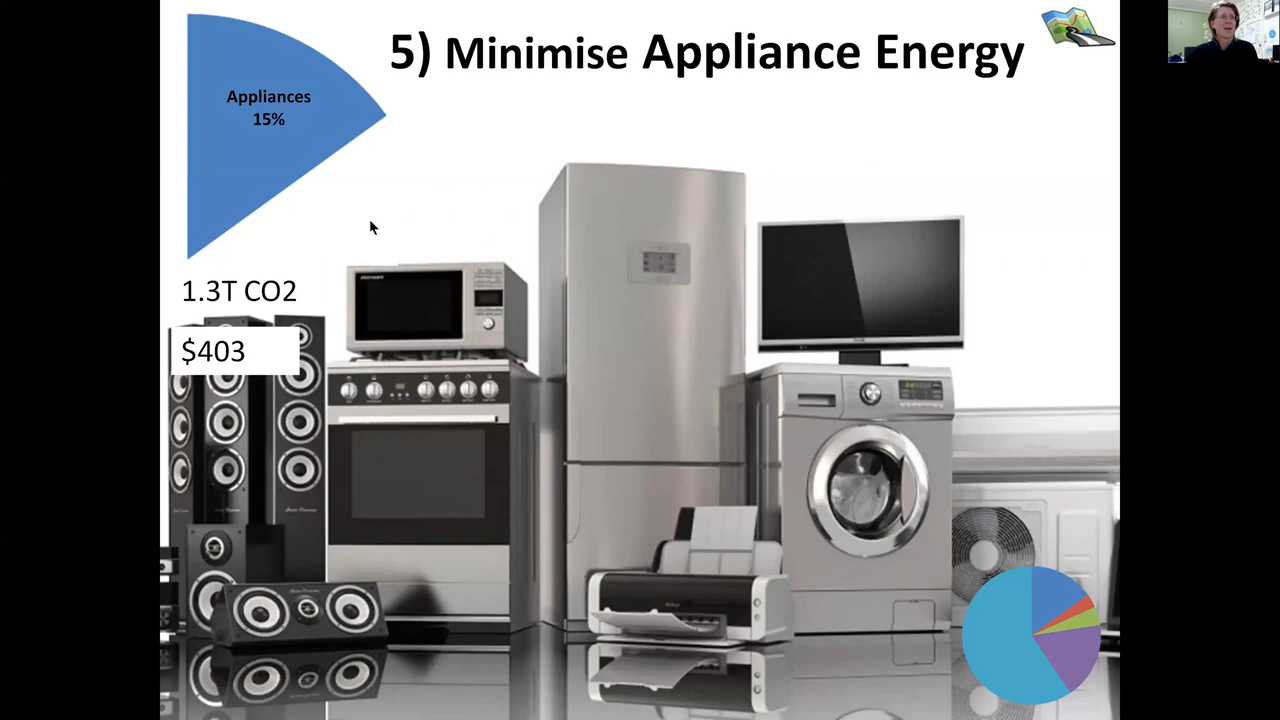 5) Minimise Appliance Energy
Appliances
15%
1.3T CO2
$403